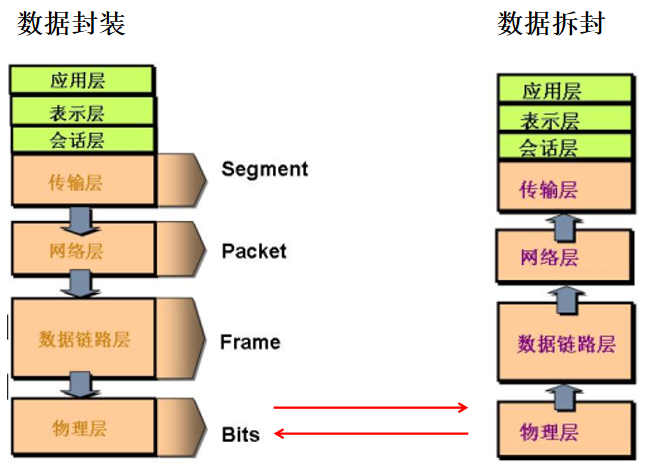 数据封装
应用层
表示层
会话层
传输层
Segment
网络层
Packet
数据链路层
Frame
物理层
Bits
数据拆封
应用层
表示层
会话层
传输层
网络层
数据链路层
物理层